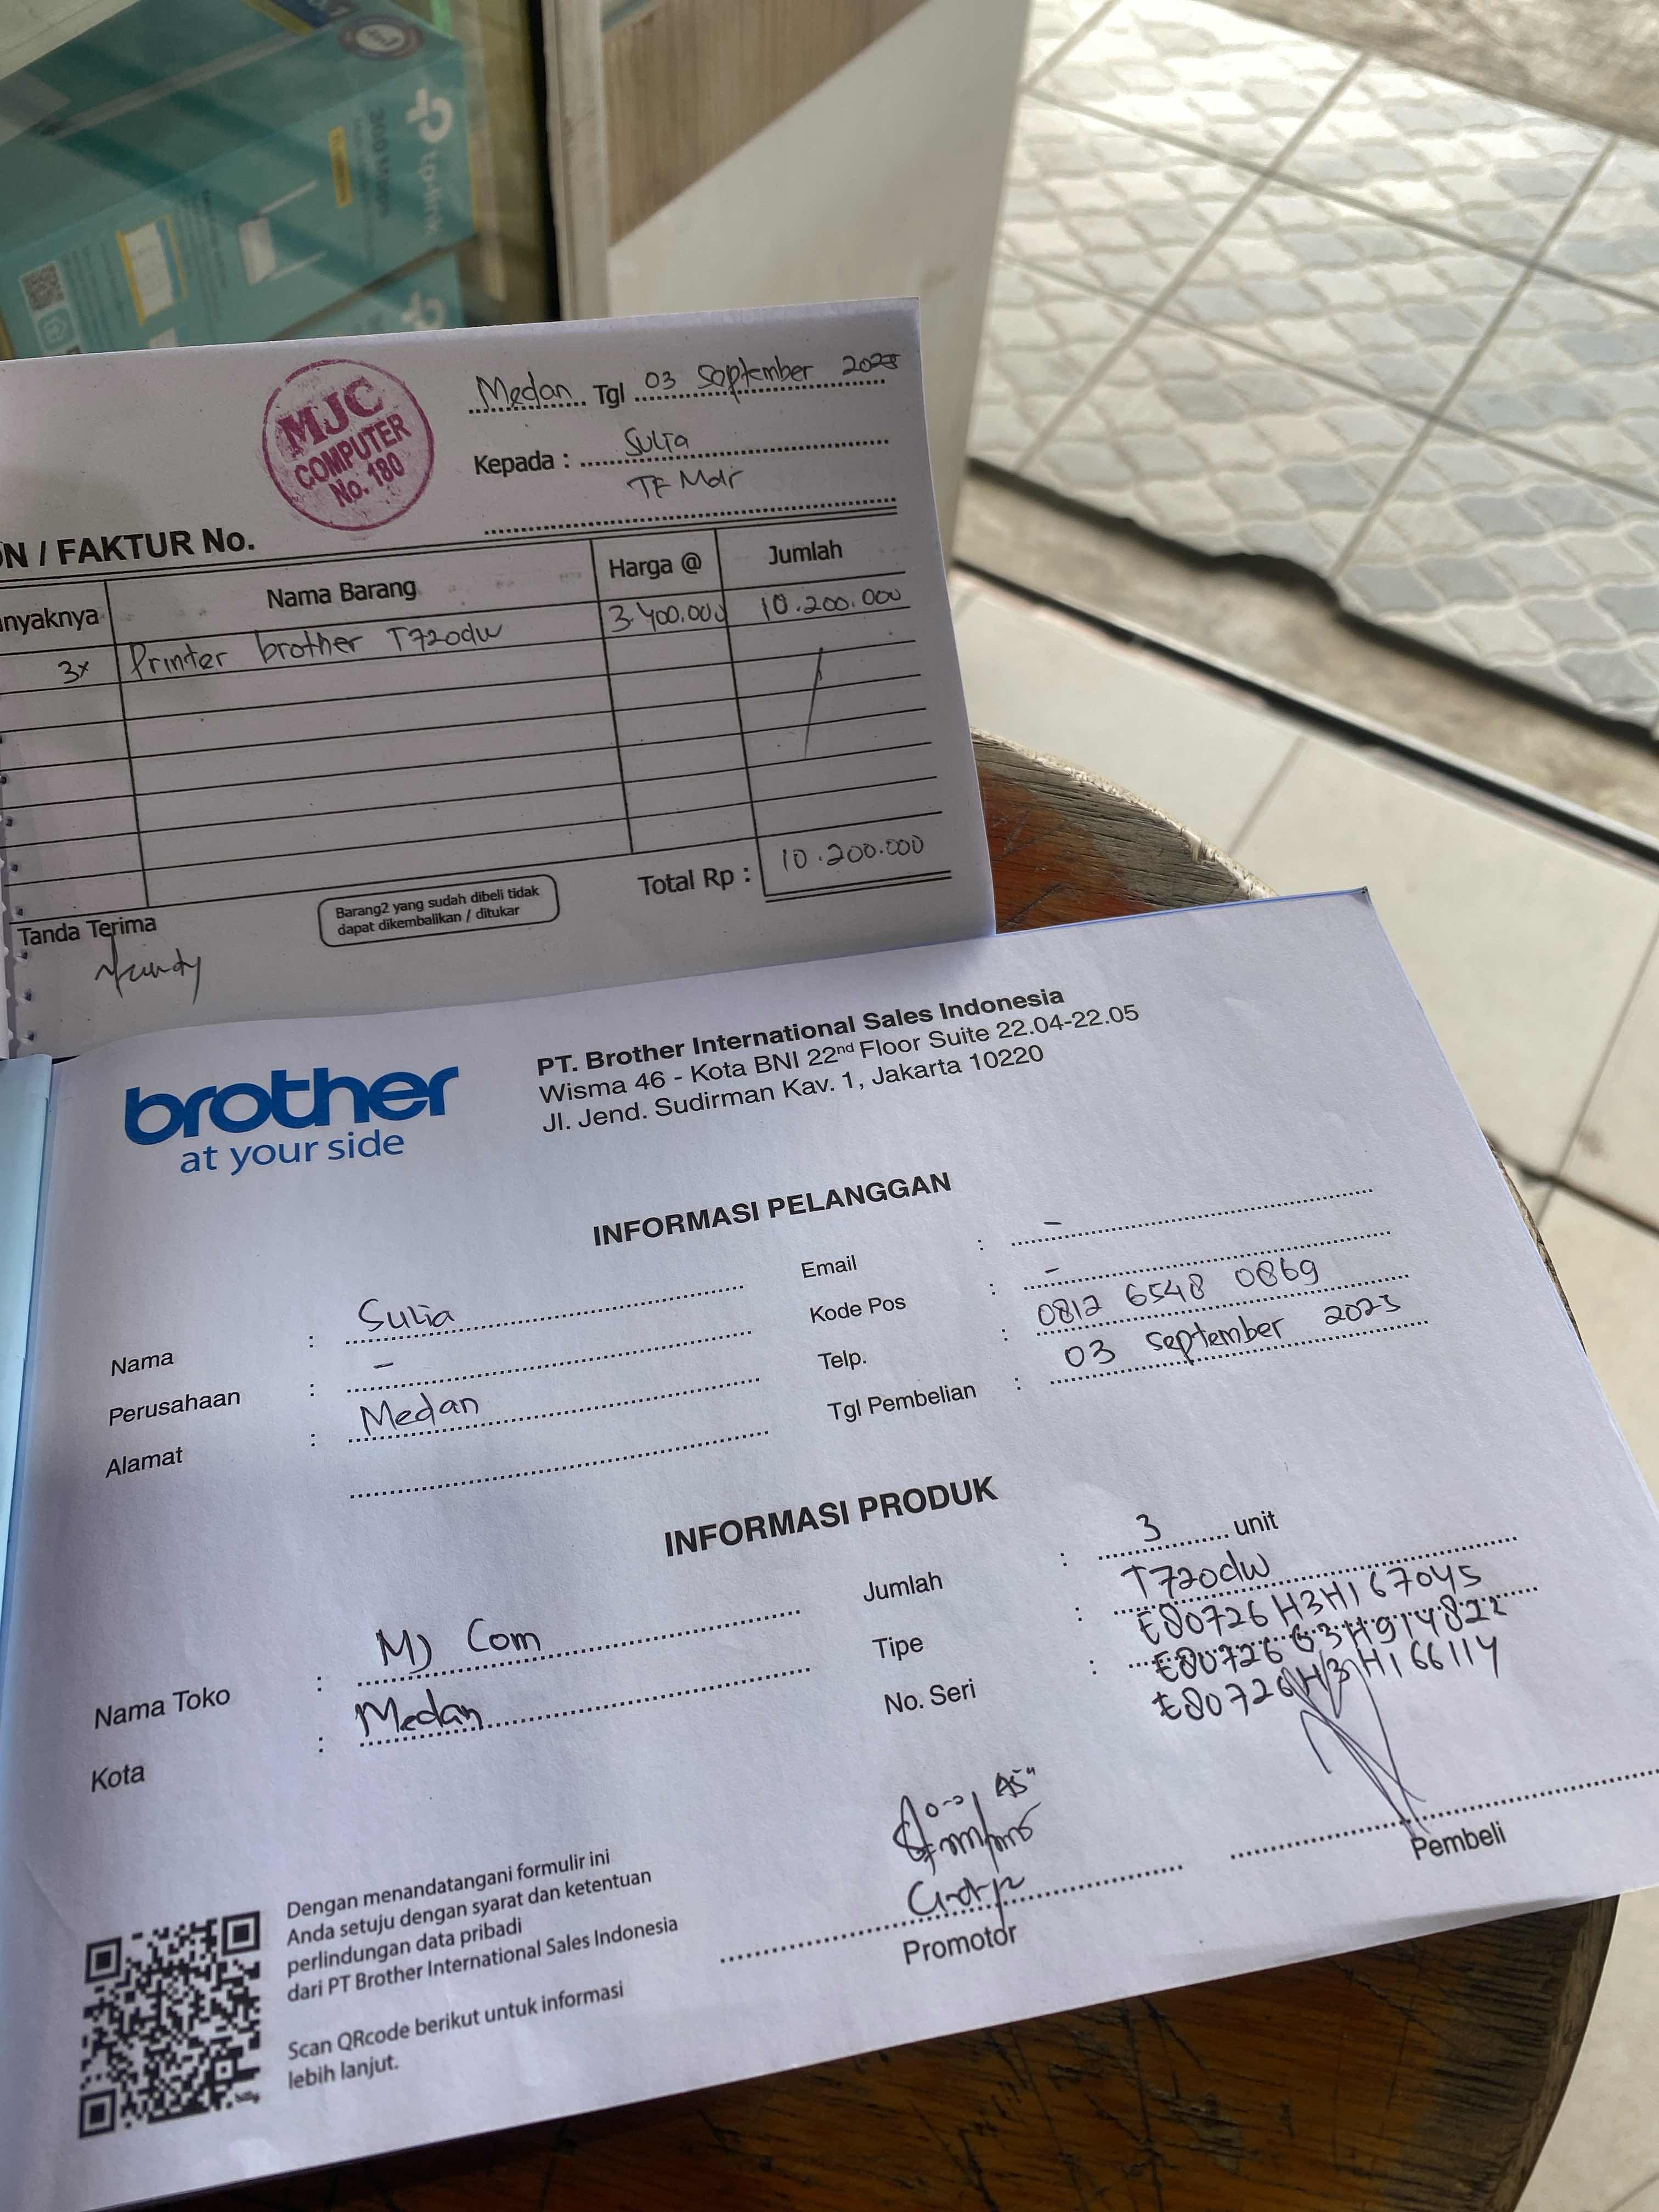 tp-link
300 Mbps
MJC
COMPUTER
No. 180
Medan Tgl 03 September 2023
Kepada : Sulia
TF Mdr
ON / FAKTUR No.
nyaknya Nama Barang Harga @ Jumlah
3x Printer brother T720dw 3.400.000 10.200.000
Total Rp : 10.200.000
Tanda Terima
Barang2 yang sudah dibeli tidak
dapat dikembalikan / ditukar
brother
at your side
PT. Brother International Sales Indonesia
Wisma 46 - Kota BNI 22nd Floor Suite 22.04-22.05
Jl. Jend. Sudirman Kav. 1, Jakarta 10220
INFORMASI PELANGGAN
Nama : Sulia
Perusahaan : -
Alamat : Medan
Email : -
Kode Pos : -
Telp. : 0812 6548 0869
Tgl Pembelian : 03 September 2023
INFORMASI PRODUK
Nama Toko : MJ Com
Kota : Medan
Jumlah : 3 unit
Tipe : T720dw
No. Seri : E80726H3H167045
E80726G3H914822
E80726H3H166114
Promotor
Pembeli
Dengan menandatangani formulir ini
Anda setuju dengan syarat dan ketentuan
perlindungan data pribadi
dari PT Brother International Sales Indonesia
Scan QRcode berikut untuk informasi
lebih lanjut.